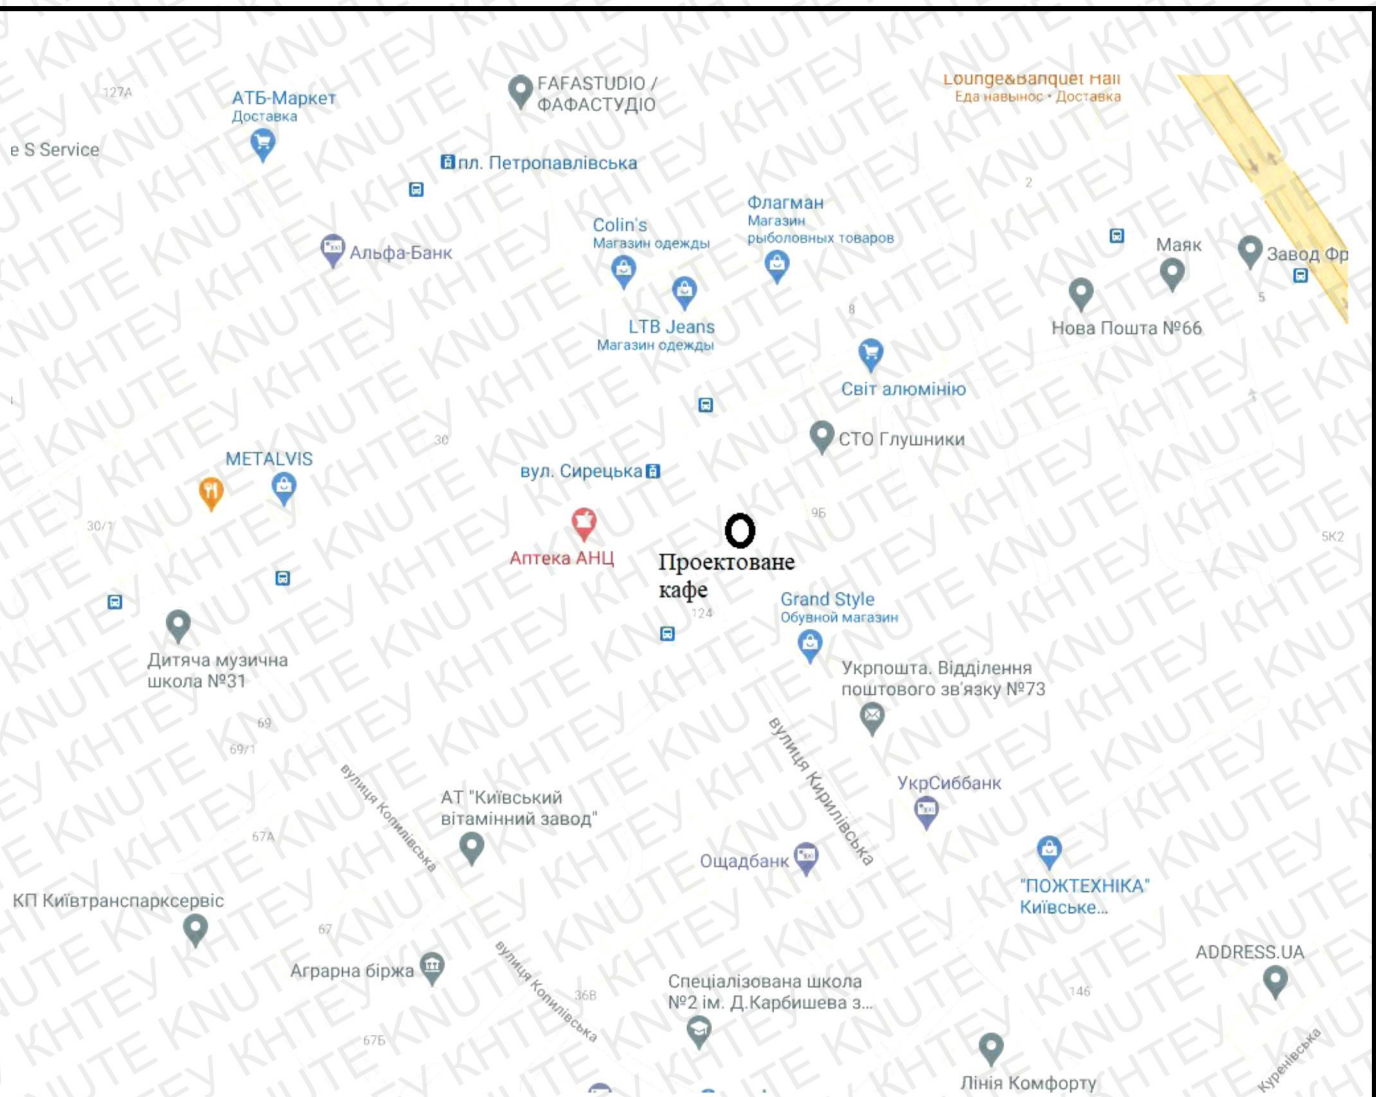 127А
АТБ-Маркет
Доставка
FAFASTUDIO /
ФАФАСТУДІО
Lounge&Banquet Hall
Еда навынос · Доставка
e S Service
пл. Петропавлівська
2
Флагман
Магазин
рыболовных товаров
Colin's
Магазин одежды
Альфа-Банк
Маяк
Завод Фр
5
LTB Jeans
Магазин одежды
8
Нова Пошта №66
Світ алюмінію
30
СТО Глушники
METALVIS
вул. Сирецька
30/1
9Б
5К2
Аптека АНЦ
Проектоване
кафе
124
Grand Style
Обувной магазин
Дитяча музична
школа №31
Укрпошта. Відділення
поштового зв'язку №73
69
69/1
вулиця Кирилівська
вулиця Копилівська
АТ "Київський
вітамінний завод"
УкрСиббанк
67А
Ощадбанк
"ПОЖТЕХНІКА"
Київське...
КП Київтранспарксервіс
67
Аграрна біржа
вулиця Копилівська
36В
Спеціалізована школа
№2 ім. Д.Карбишева з...
ADDRESS.UA
146
67Б
Лінія Комфорту
Куренівська
KNUTE КНТЕУ